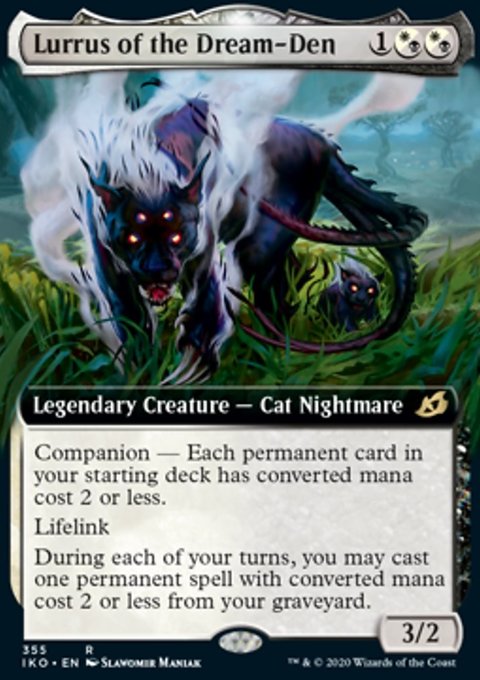 Lurrus of the Dream-Den 1
Legendary Creature — Cat Nightmare
Companion — Each permanent card in
your starting deck has converted mana
cost 2 or less.
Lifelink
During each of your turns, you may cast
one permanent spell with converted mana
cost 2 or less from your graveyard.
3/2
355 R
IKO • EN Slawomir Maniak
™ & © 2020 Wizards of the Coast